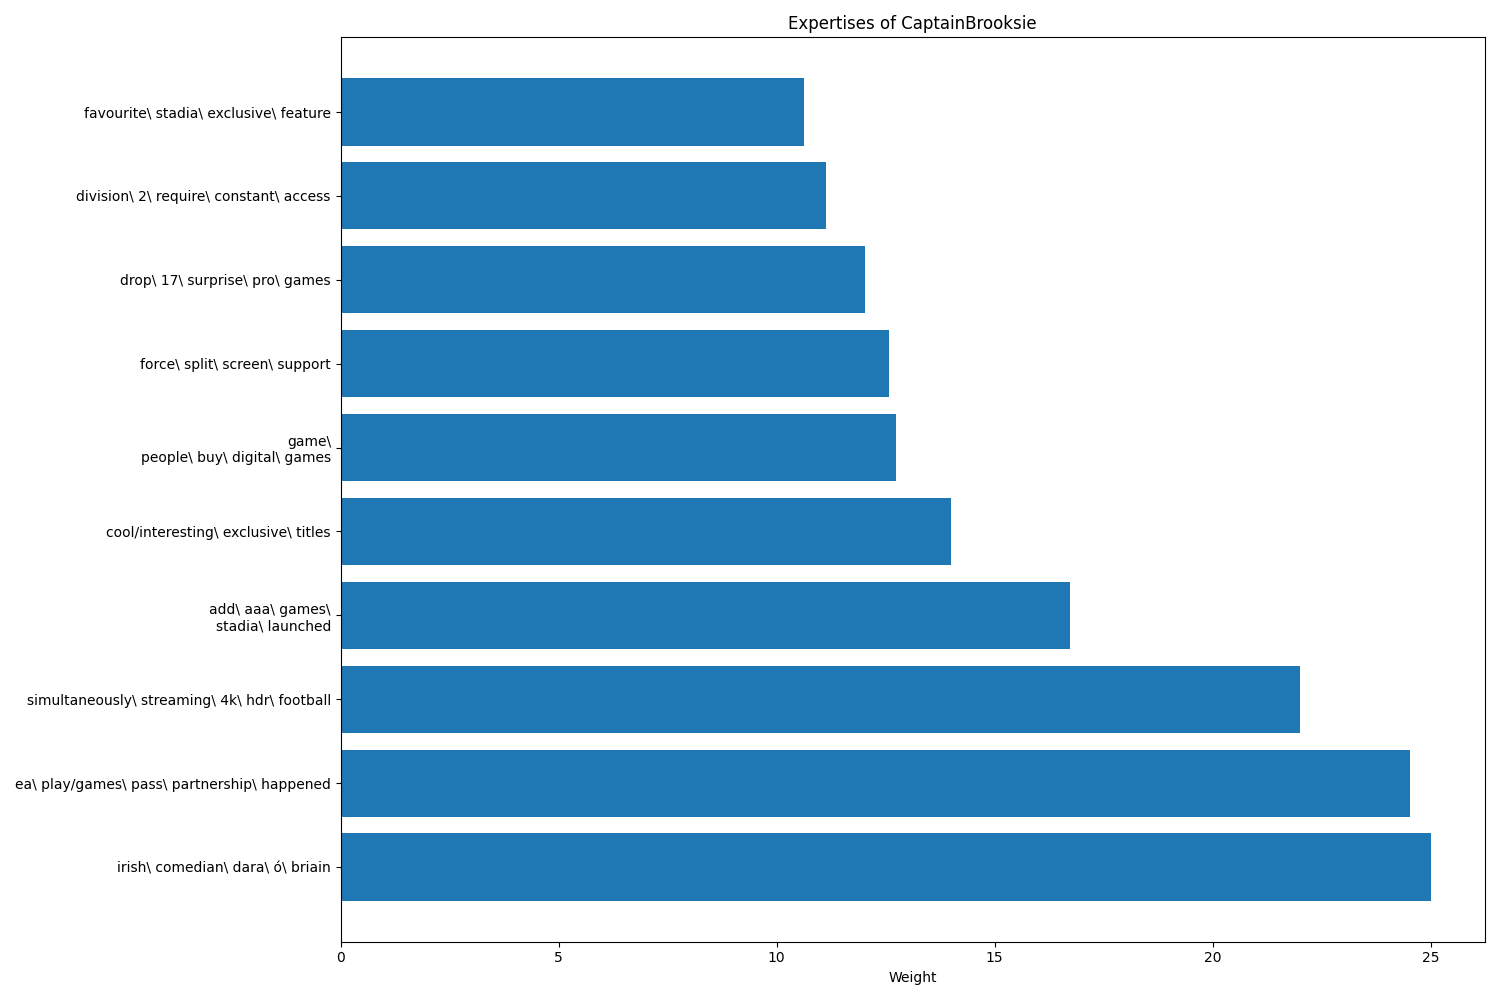 Expertises of CaptainBrooksie
favourite\ stadia\ exclusive\ feature
division\ 2\ require\ constant\ access
drop\ 17\ surprise\ pro\ games
force\ split\ screen\ support
game\
people\ buy\ digital\ games
cool/interesting\ exclusive\ titles
add\ aaa\ games\
stadia\ launched
simultaneously\ streaming\ 4k\ hdr\ football
ea\ play/games\ pass\ partnership\ happened
irish\ comedian\ dara\ ó\ briain
0 5 10 15 20 25
Weight